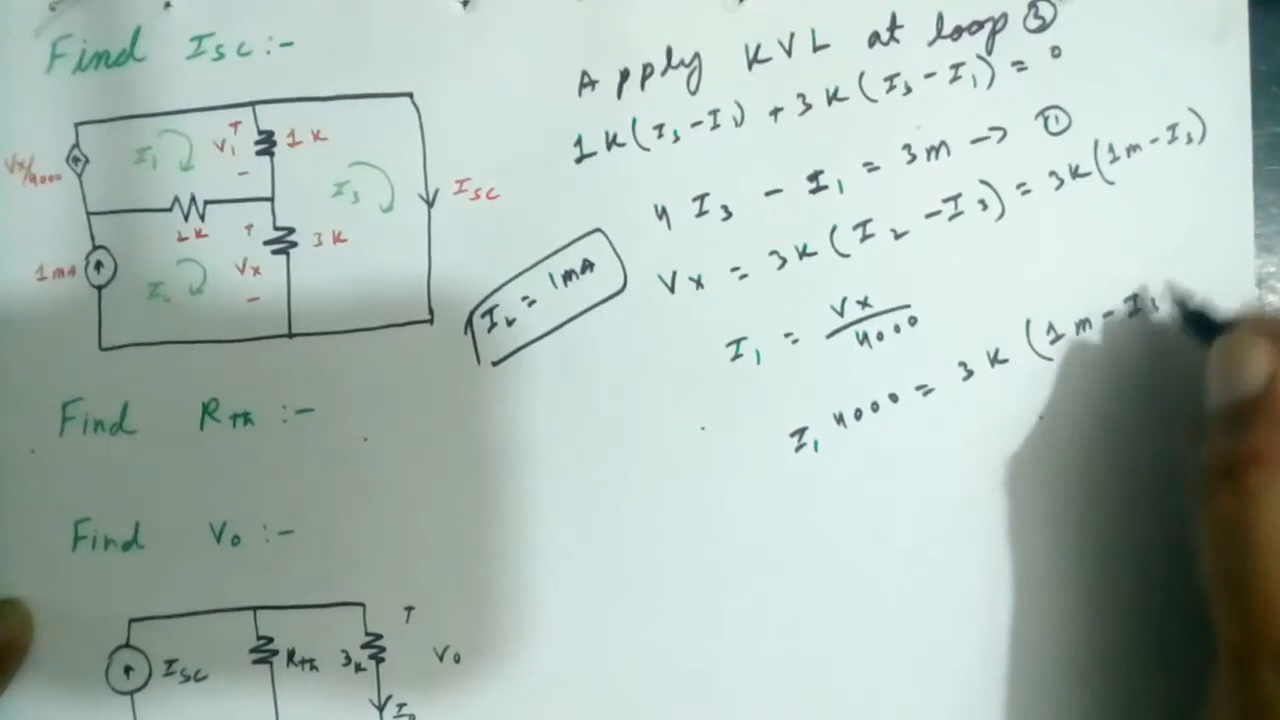 Find Isc :-
Vx/4000
I1
V1
+
-
1K
I3
Isc
2K
+
3K
1mA
I2
Vx
-
I2 = 1mA
Find Rth :-
Find Vo :-
Isc
Rth
3K
+
Vo
Apply KVL at loop ③
1K(I3-I1) + 3K(I3-I1) = 0
4 I3 - I1 = 3m → ①
Vx = 3K(I2-I3) = 3K(1m-I3)
I1 = Vx/4000
I1 4000 = 3K (1m-I3